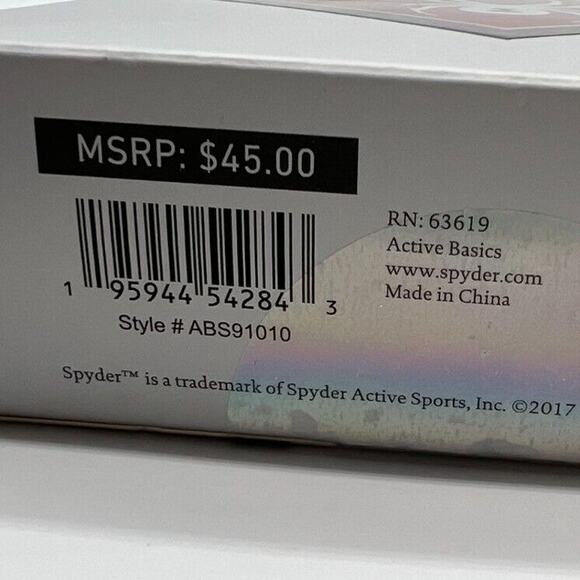 MSRP: $45.00
1 95944 54284 3
Style # ABS91010
RN: 63619
Active Basics
www.spyder.com
Made in China
Spyder™ is a trademark of Spyder Active Sports, Inc. ©2017